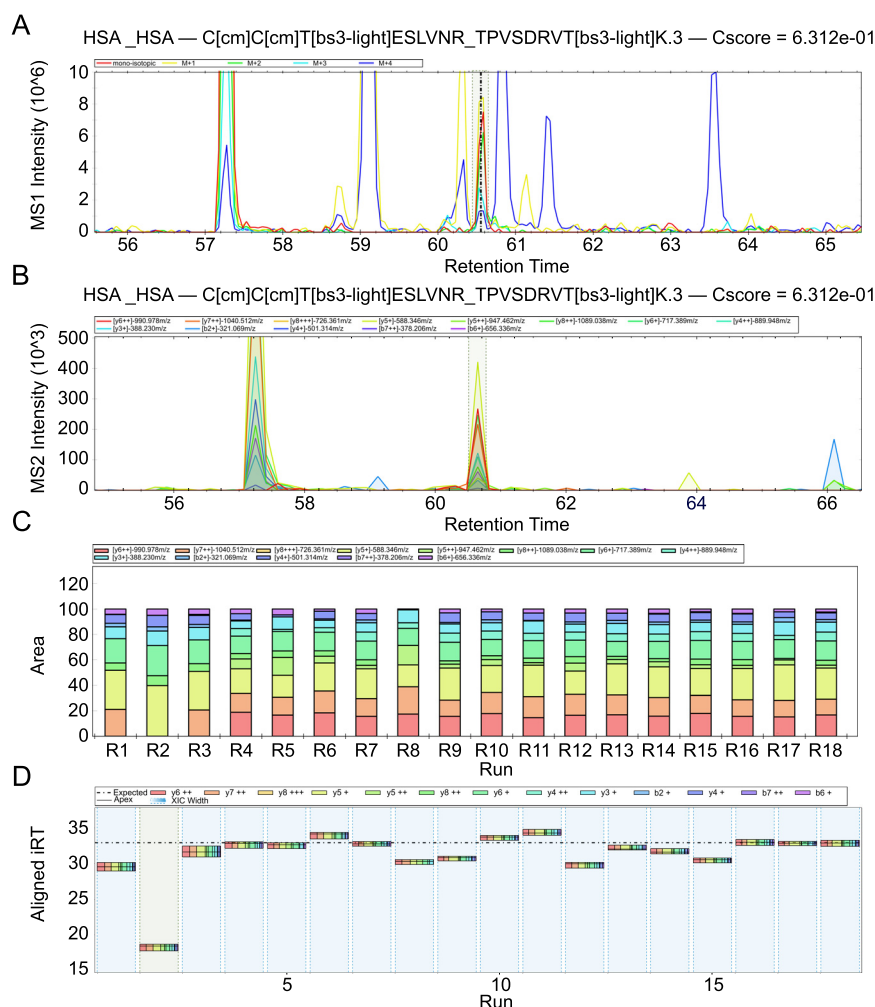 A
HSA _HSA — C[cm]C[cm]T[bs3-light]ESLVNR_TPVSDRVT[bs3-light]K.3 — Cscore = 6.312e-01
mono-isotopic M+1 M+2 M+3 M+4
MS1 Intensity (10^6)
10
8
6
4
2
0
56 57 58 59 60 61 62 63 64 65
Retention Time
B
HSA _HSA — C[cm]C[cm]T[bs3-light]ESLVNR_TPVSDRVT[bs3-light]K.3 — Cscore = 6.312e-01
[y6++]-990.978m/z [y7++]-1040.512m/z [y8+++]-726.361m/z [y5+]-588.346m/z [y5++]-947.462m/z [y8++]-1089.038m/z [y6+]-717.389m/z [y4++]-889.948m/z
[y3+]-388.230m/z [b2+]-321.069m/z [y4+]-501.314m/z [b7++]-378.206m/z [b6+]-656.336m/z
MS2 Intensity (10^3)
500
400
300
200
100
0
56 58 60 62 64 66
Retention Time
C
[y6++]-990.978m/z [y7++]-1040.512m/z [y8+++]-726.361m/z [y5+]-588.346m/z [y5++]-947.462m/z [y8++]-1089.038m/z [y6+]-717.389m/z [y4++]-889.948m/z
[y3+]-388.230m/z [b2+]-321.069m/z [y4+]-501.314m/z [b7++]-378.206m/z [b6+]-656.336m/z
Area
120
100
80
60
40
20
0
R1 R2 R3 R4 R5 R6 R7 R8 R9 R10 R11 R12 R13 R14 R15 R16 R17 R18
Run
D
Expected y6 ++ y7 ++ y8 +++ y5 + y5 ++ y8 ++ y6 + y4 ++ y3 + b2 + y4 + b7 ++ b6 +
Apex XIC Width
Aligned iRT
35
30
25
20
15
5 10 15
Run